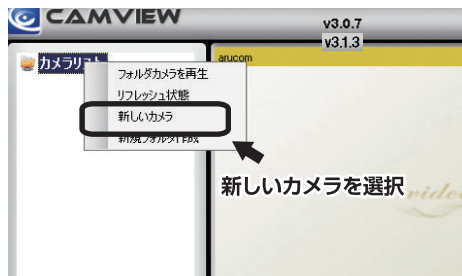 CAMVIEW
v3.0.7
v3.1.3
カメラリスト
arucom
フォルダカメラを再生
リフレッシュ状態
新しいカメラ
新規フォルダ作成
新しいカメラを選択
video